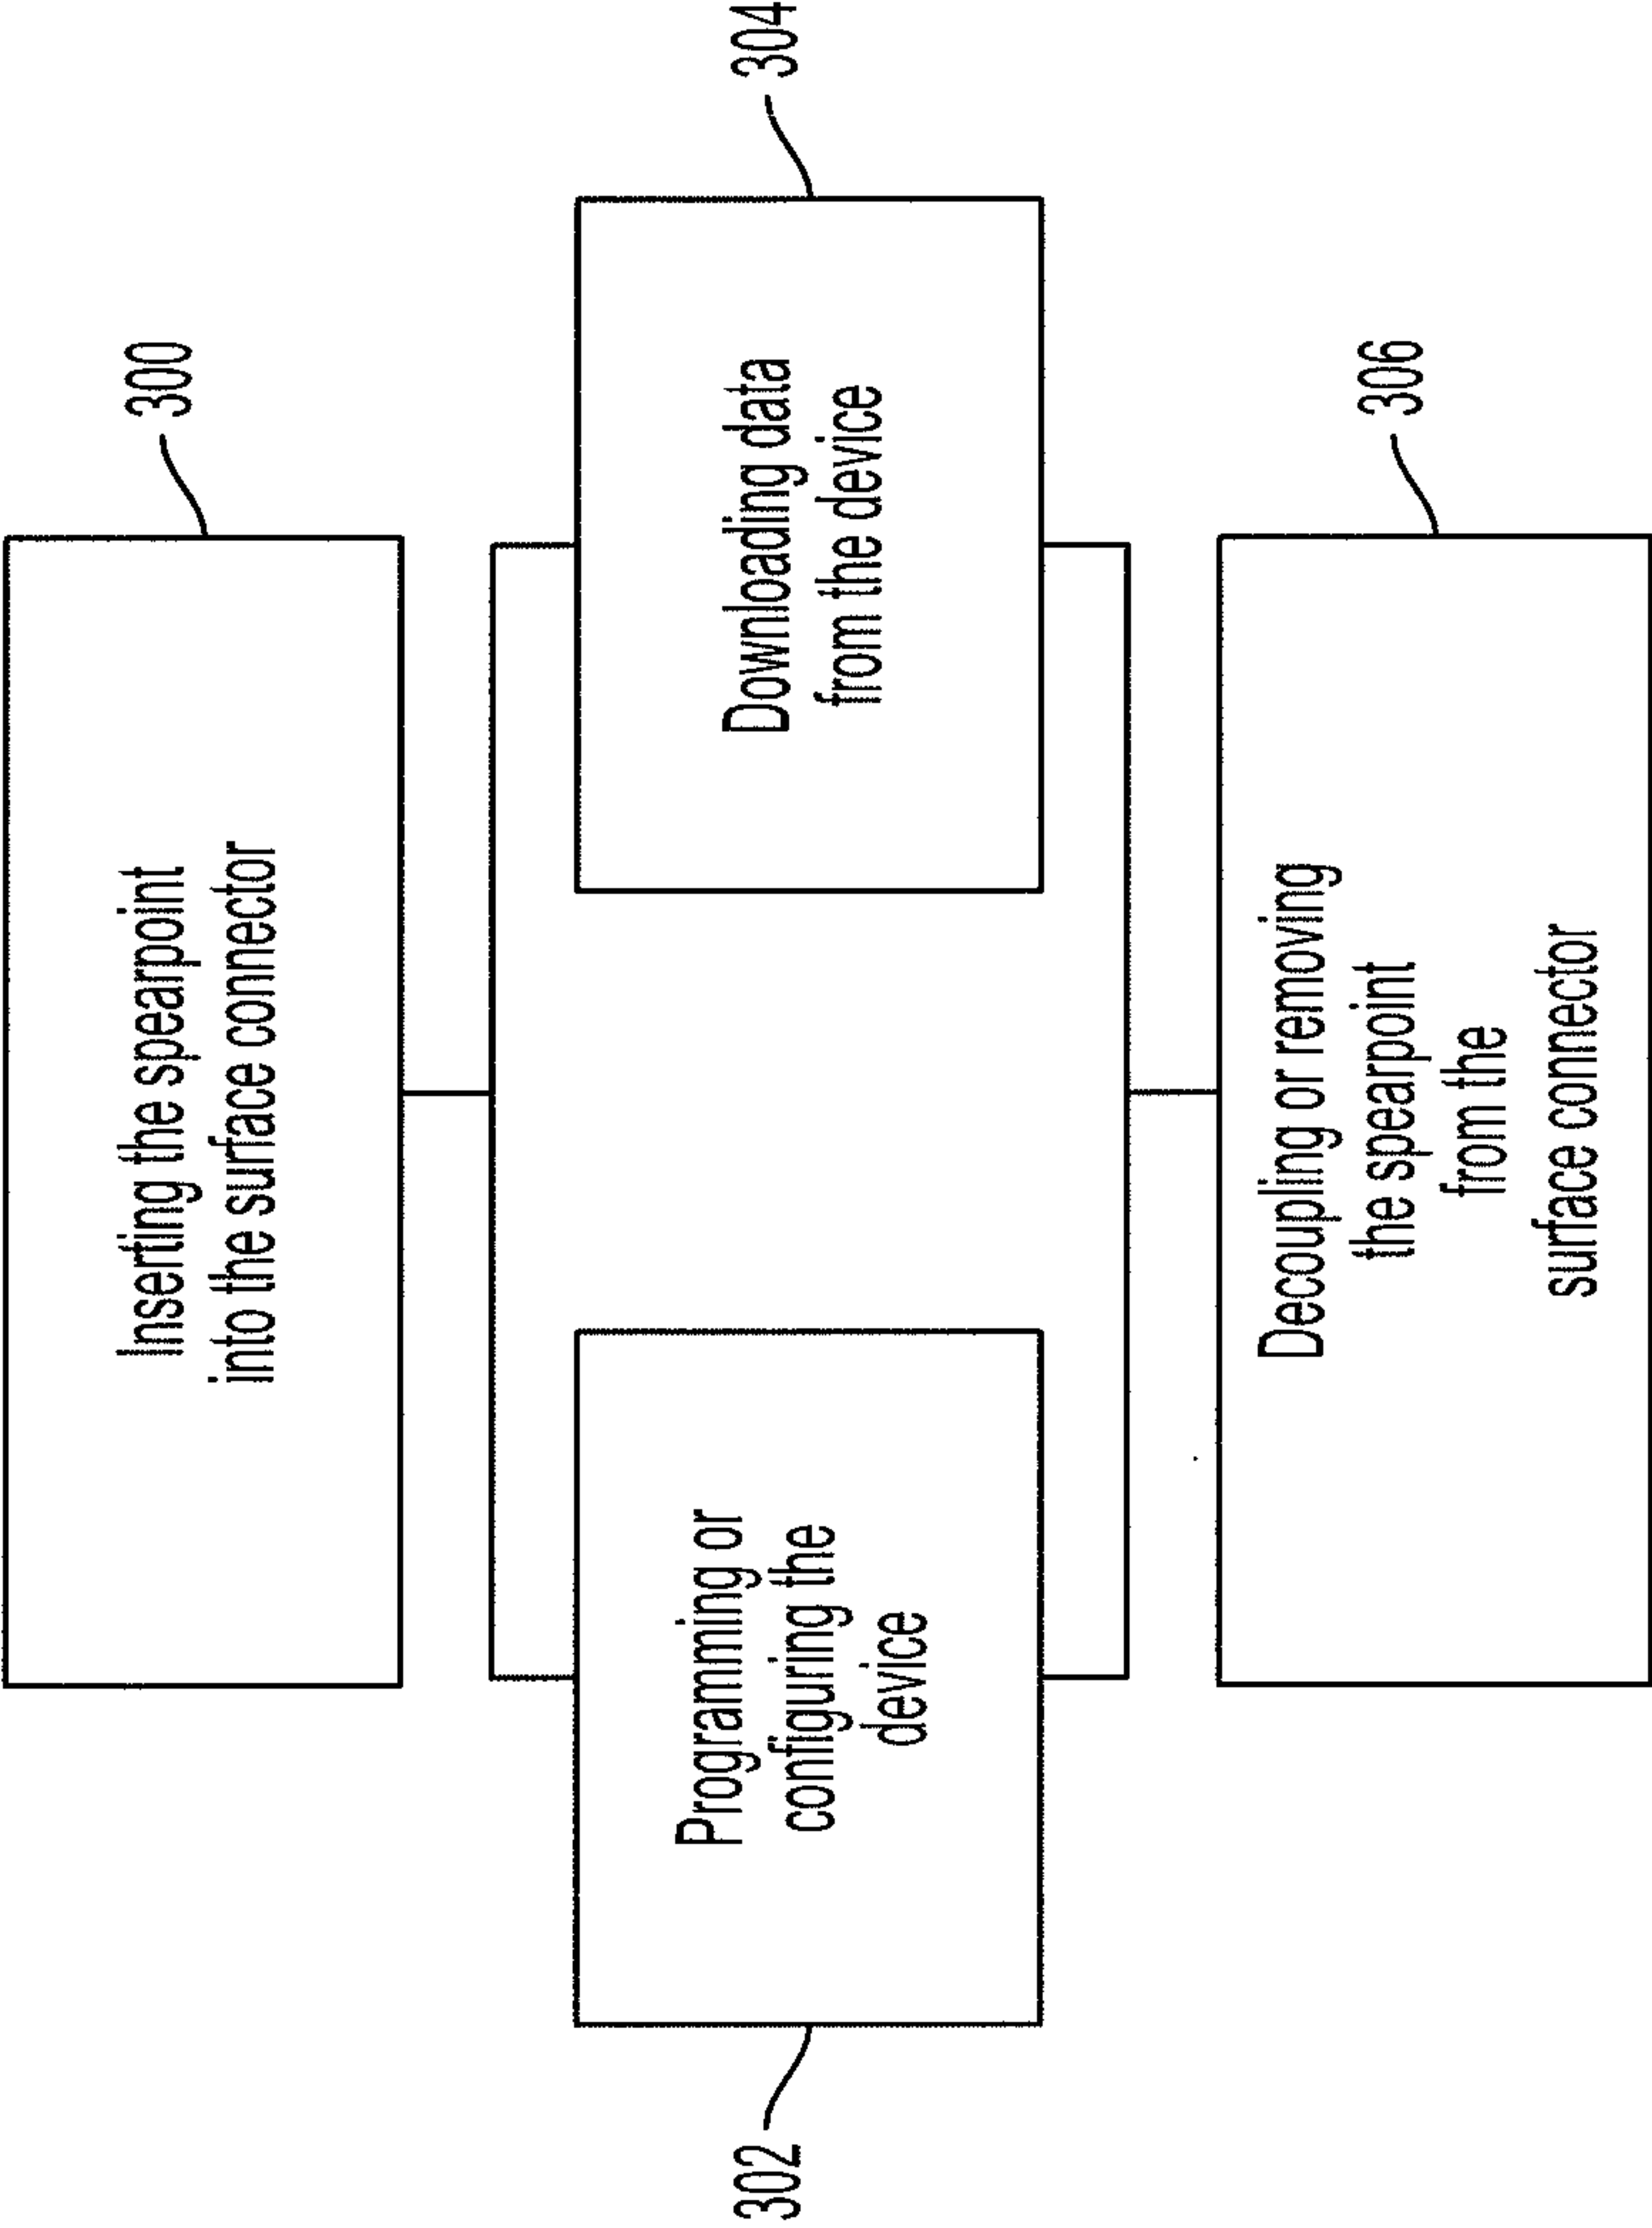 300
Inserting the spearpoint
into the surface connector
302
Programming or
configuring the
device
304
Downloading data
from the device
306
Decoupling or removing
the spearpoint
from the
surface connector